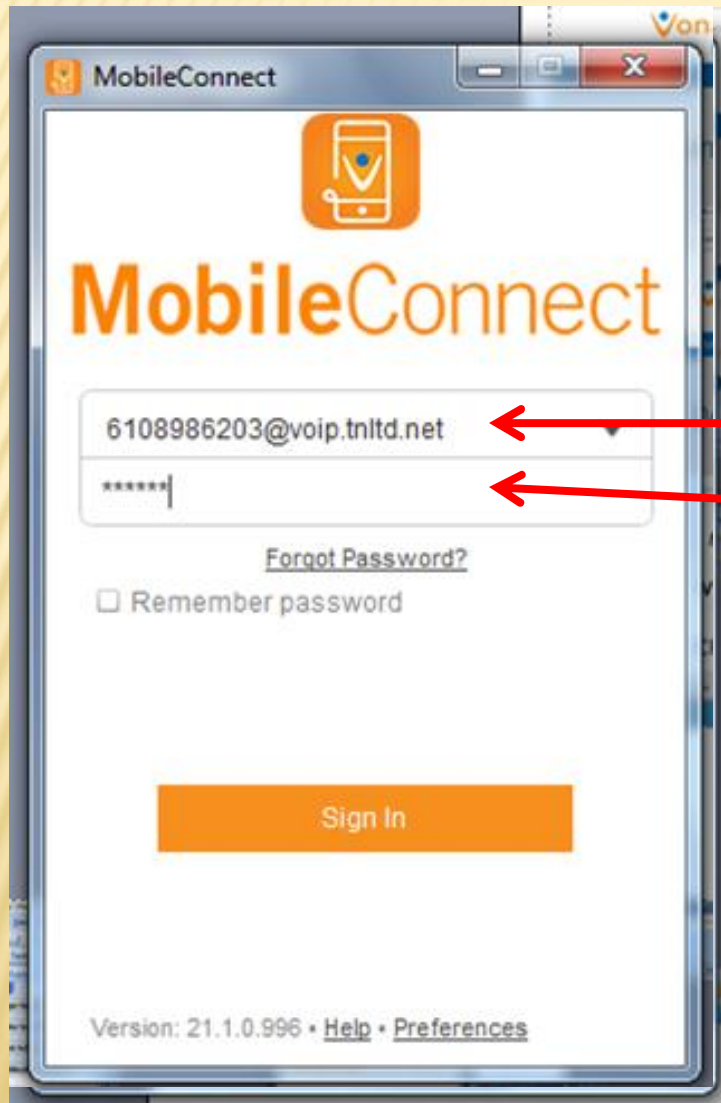 Von
MobileConnect
MobileConnect
6108986203@voip.tnltd.net
******
Forgot Password?
Remember password
Sign In
Version: 21.1.0.996 • Help • Preferences